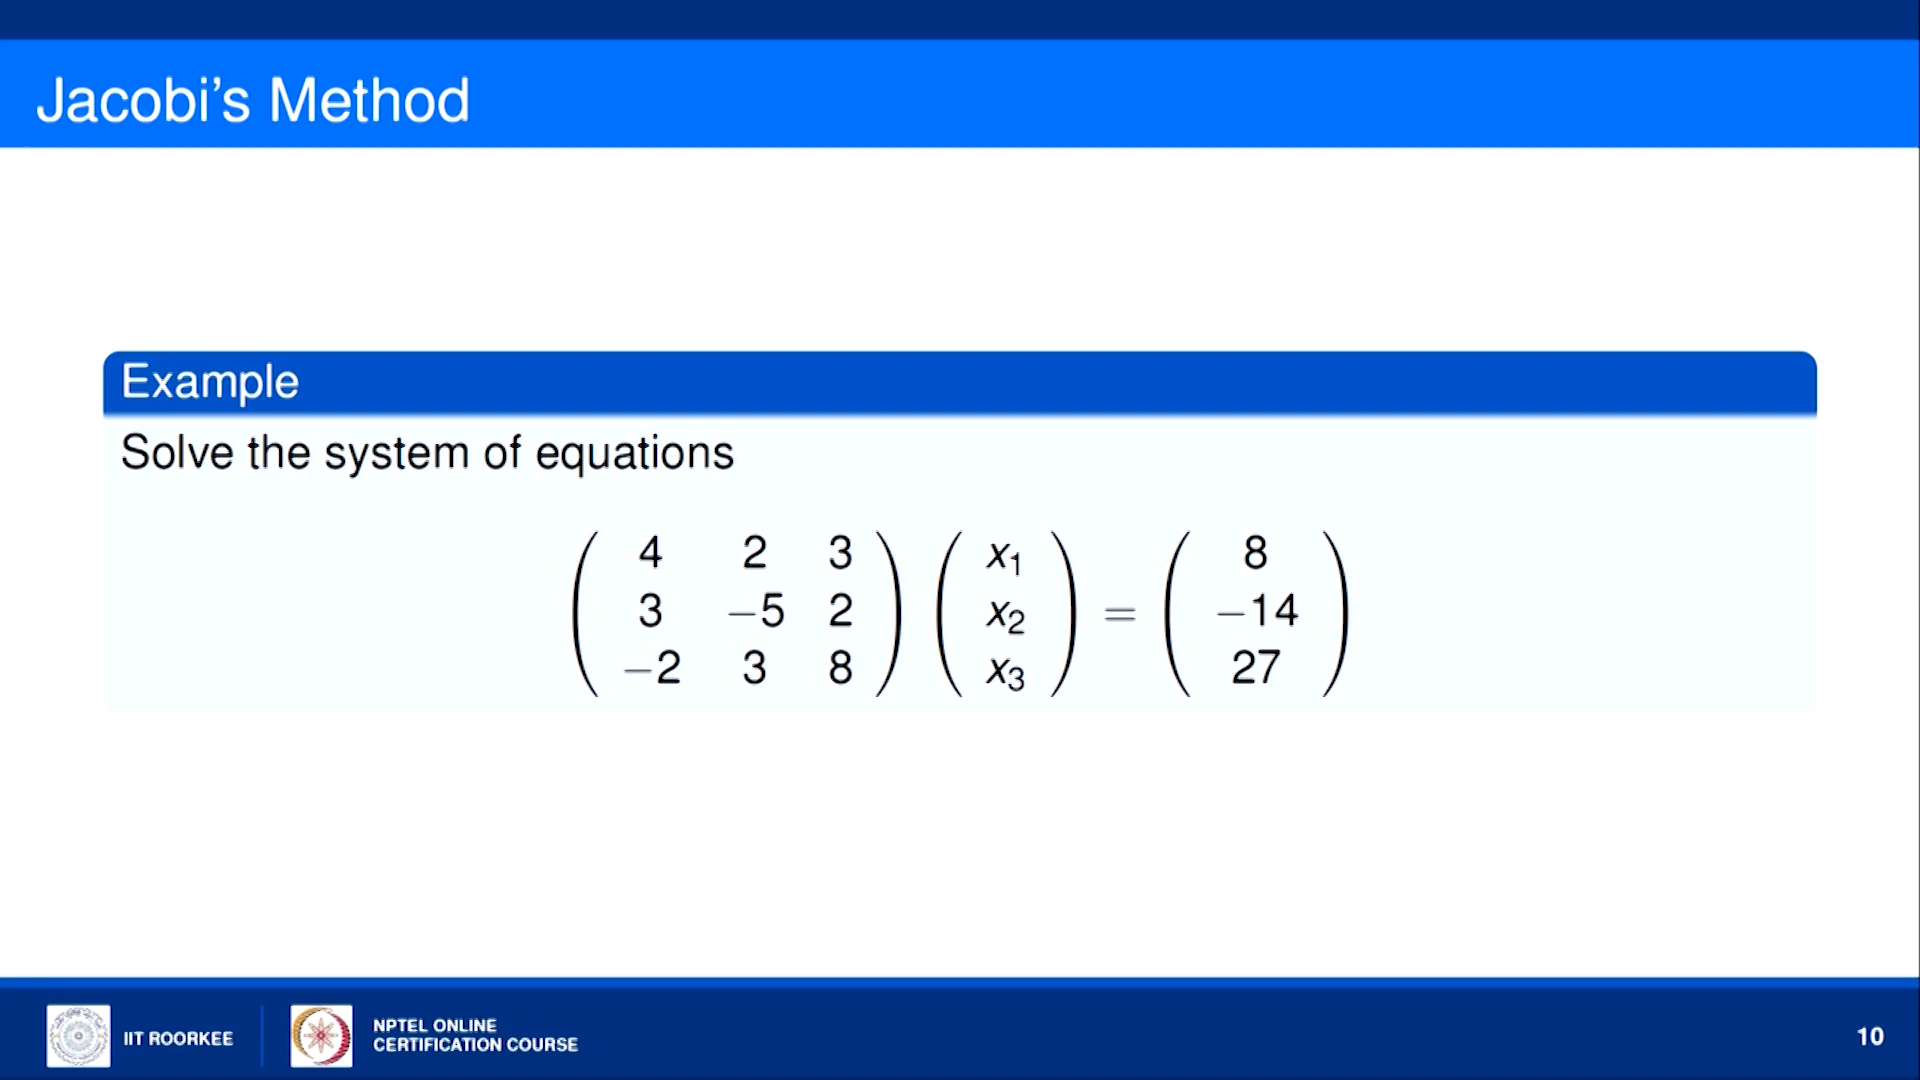 Jacobi's Method
Example
Solve the system of equations
( 4 2 3 ) ( x₁ ) ( 8 )
( 3 −5 2 ) ( x₂ ) = ( −14 )
( −2 3 8 ) ( x₃ ) ( 27 )
IIT ROORKEE
NPTEL ONLINE
CERTIFICATION COURSE
10